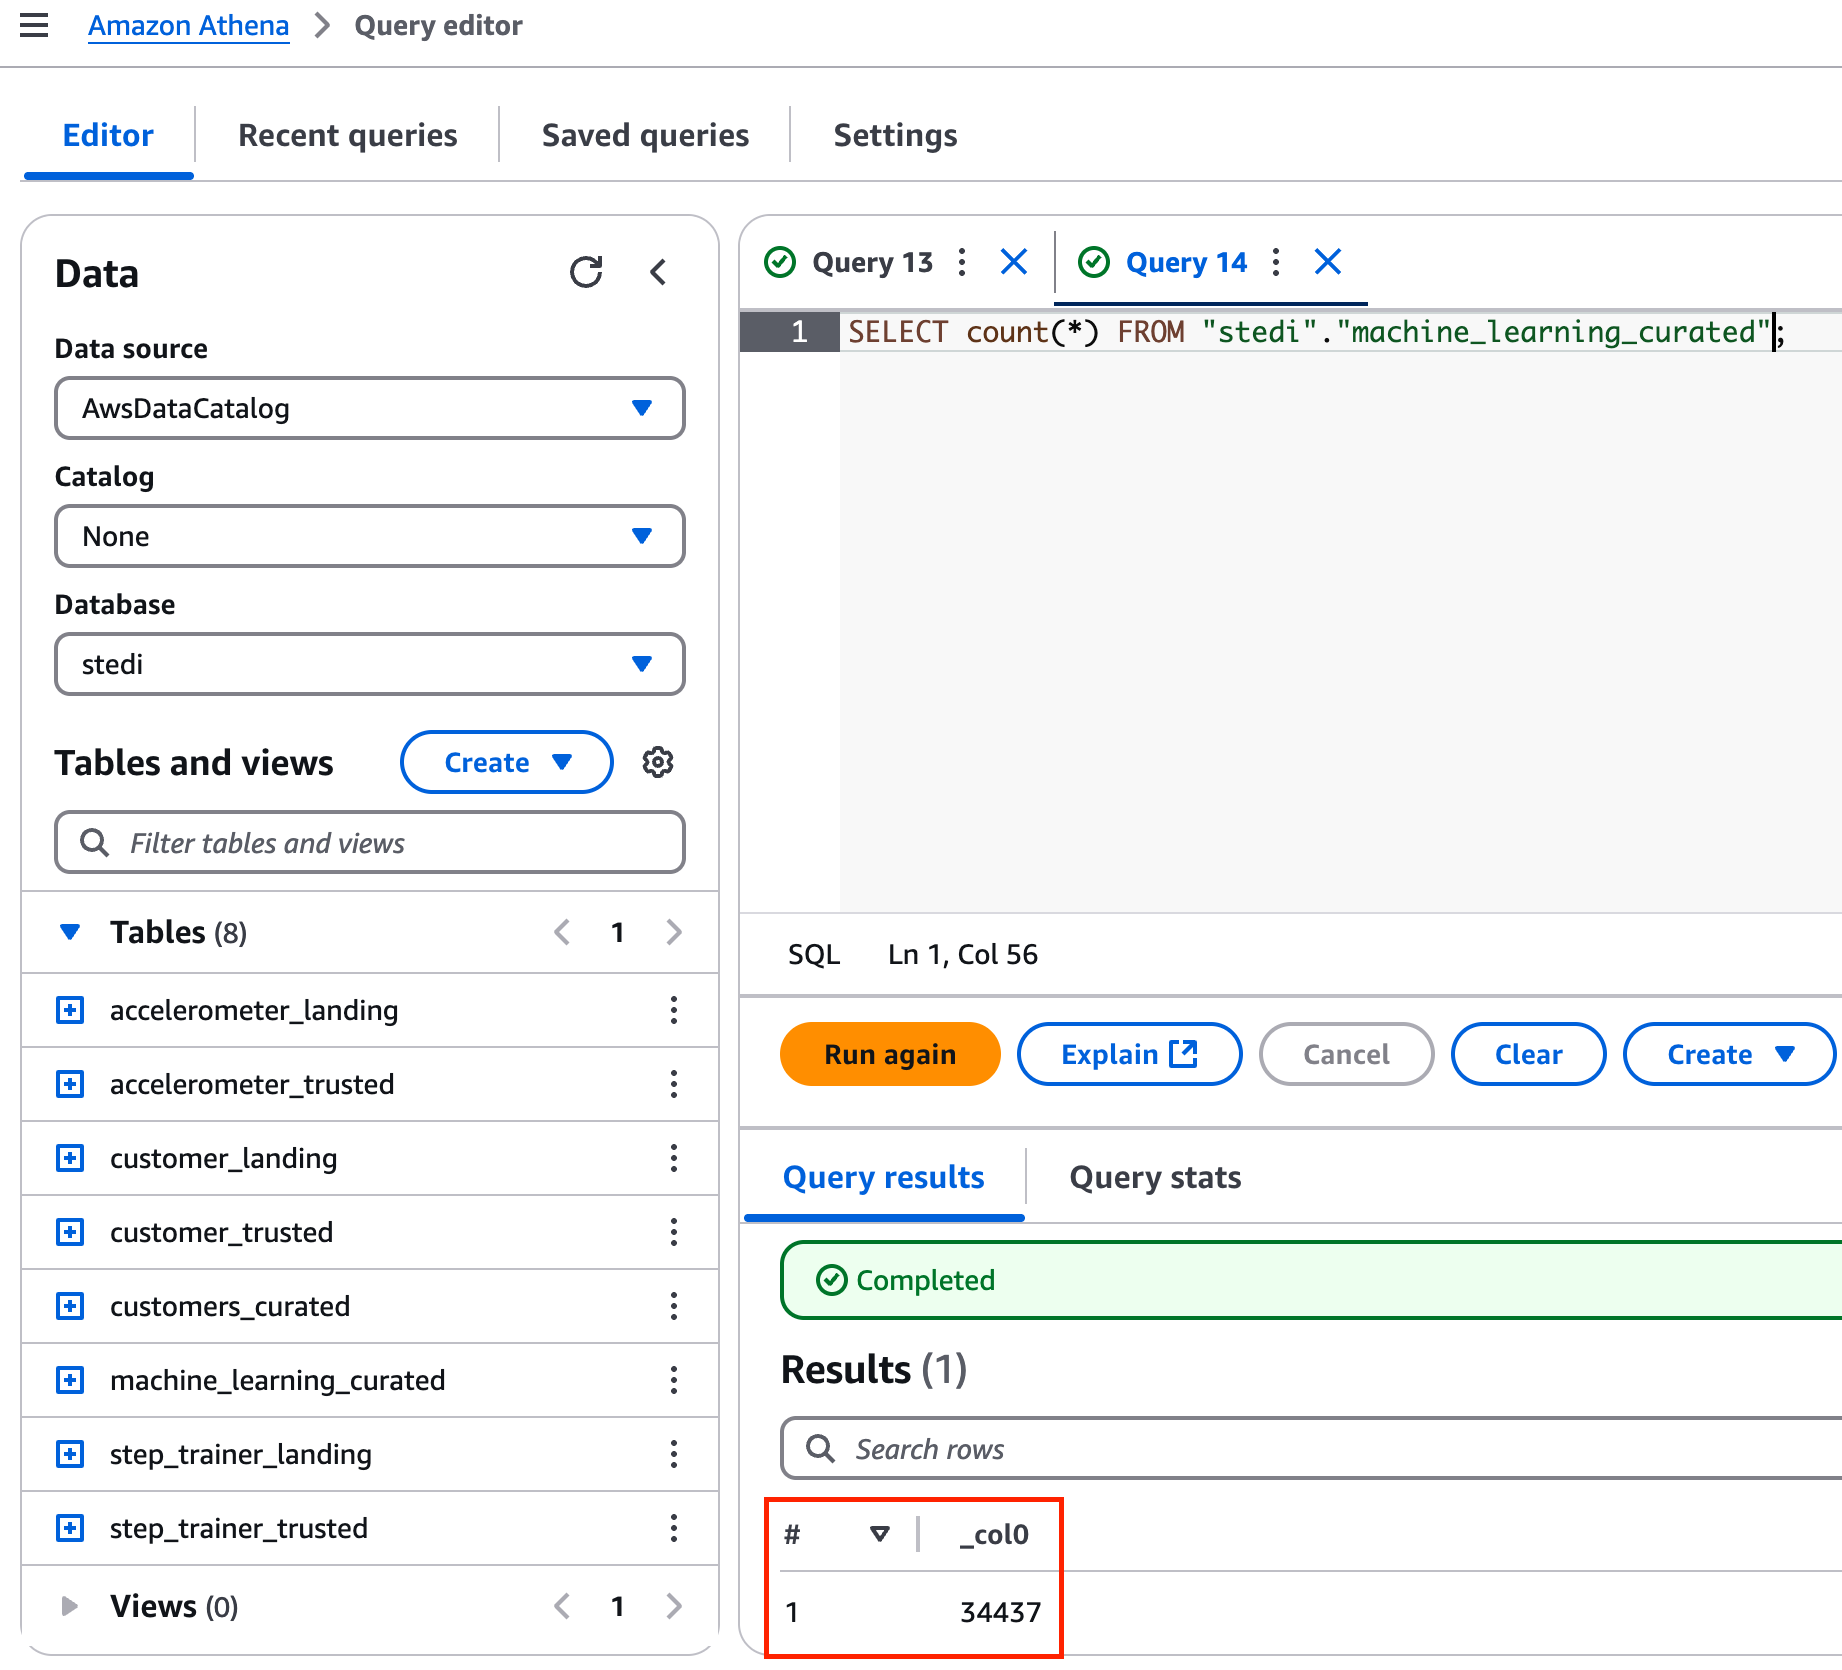 Amazon Athena > Query editor
Editor
Recent queries
Saved queries
Settings
Data
Data source
AwsDataCatalog
Catalog
None
Database
stedi
Tables and views
Create
Filter tables and views
Tables (8)
1
accelerometer_landing
accelerometer_trusted
customer_landing
customer_trusted
customers_curated
machine_learning_curated
step_trainer_landing
step_trainer_trusted
Views (0)
1
Query 13
Query 14
1 SELECT count(*) FROM "stedi"."machine_learning_curated";
SQL Ln 1, Col 56
Run again
Explain
Cancel
Clear
Create
Query results
Query stats
Completed
Results (1)
Search rows
# _col0
1 34437